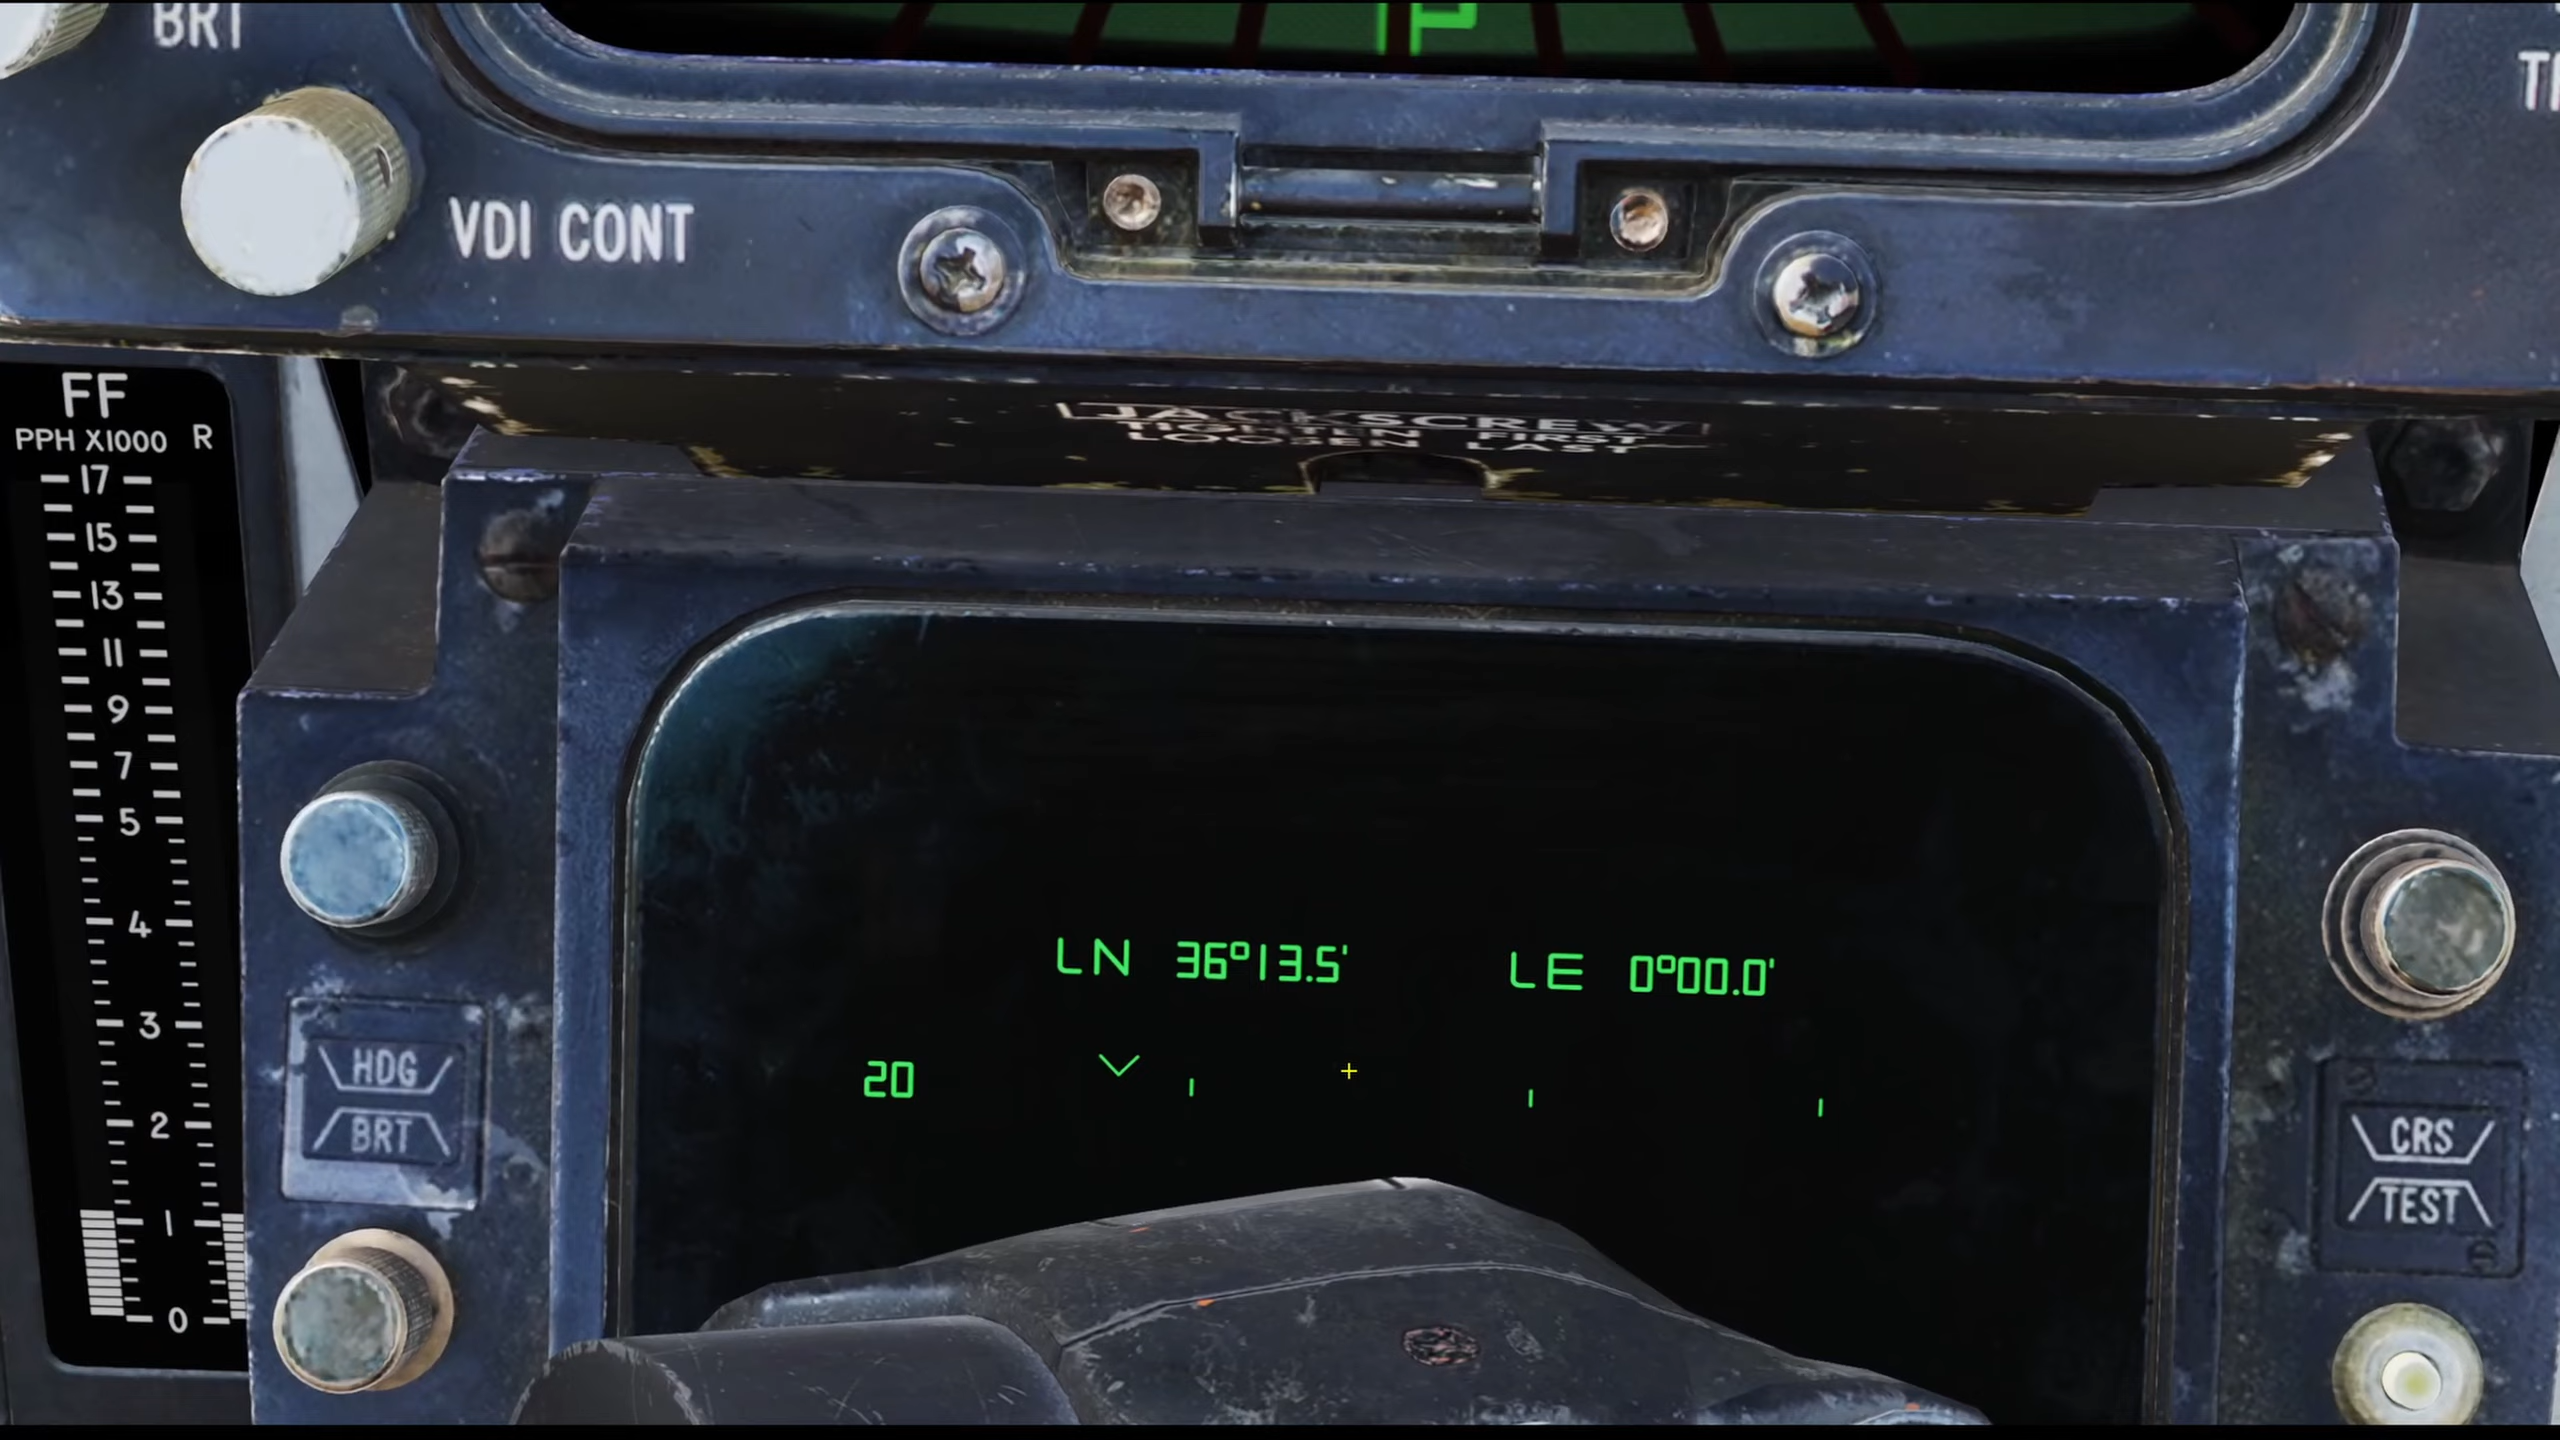 BRT
VDI CONT
FF
PPH X1000 R
17
15
13
11
9
7
5
4
3
2
1
0
JACKSCREW
TIGHTEN FIRST
LOOSEN LAST
LN 36°13.5' LE 0°00.0'
20
HDG
BRT
CRS
TEST